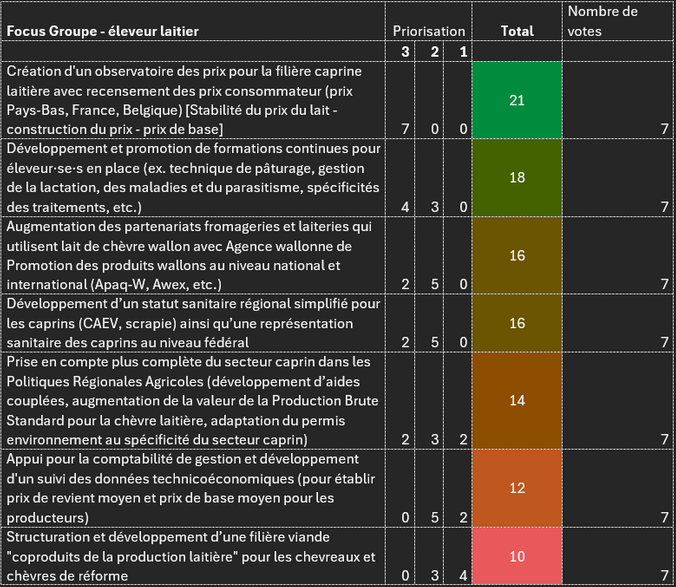 Nombre de
Focus Groupe - éleveur laitier Priorisation Total votes
3 2 1
Création d'un observatoire des prix pour la filière caprine
laitière avec recensement des prix consommateur (prix
Pays-Bas, France, Belgique) [Stabilité du prix du lait -
construction du prix - prix de base] 7 0 0 21 7
Développement et promotion de formations continues pour
éleveur·se·s en place (ex. technique de pâturage, gestion
de la lactation, des maladies et du parasitisme, spécificités
des traitements, etc.) 4 3 0 18 7
Augmentation des partenariats fromageries et laiteries qui
utilisent lait de chèvre wallon avec Agence wallonne de
Promotion des produits wallons au niveau national et
international (Apaq-W, Awex, etc.) 2 5 0 16 7
Développement d’un statut sanitaire régional simplifié pour
les caprins (CAEV, scrapie) ainsi qu’une représentation
sanitaire des caprins au niveau fédéral 2 5 0 16 7
Prise en compte plus complète du secteur caprin dans les
Politiques Régionales Agricoles (développement d’aides
couplées, augmentation de la valeur de la Production Brute
Standard pour la chèvre laitière, adaptation du permis
environnement au spécificité du secteur caprin) 2 3 2 14 7
Appui pour la comptabilité de gestion et développement
d'un suivi des données technicoéconomiques (pour établir
prix de revient moyen et prix de base moyen pour les
producteurs) 0 5 2 12 7
Structuration et développement d’une filière viande
"coproduits de la production laitière" pour les chevreaux et
chèvres de réforme 0 3 4 10 7